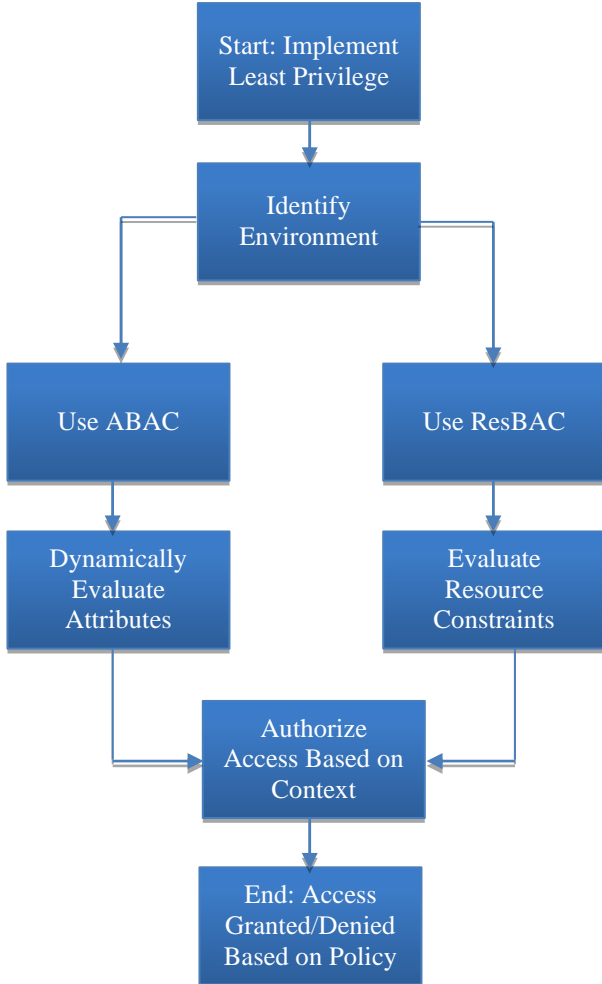 Start: Implement
Least Privilege
Identify
Environment
Use ABAC
Use ResBAC
Dynamically
Evaluate
Attributes
Evaluate
Resource
Constraints
Authorize
Access Based on
Context
End: Access
Granted/Denied
Based on Policy